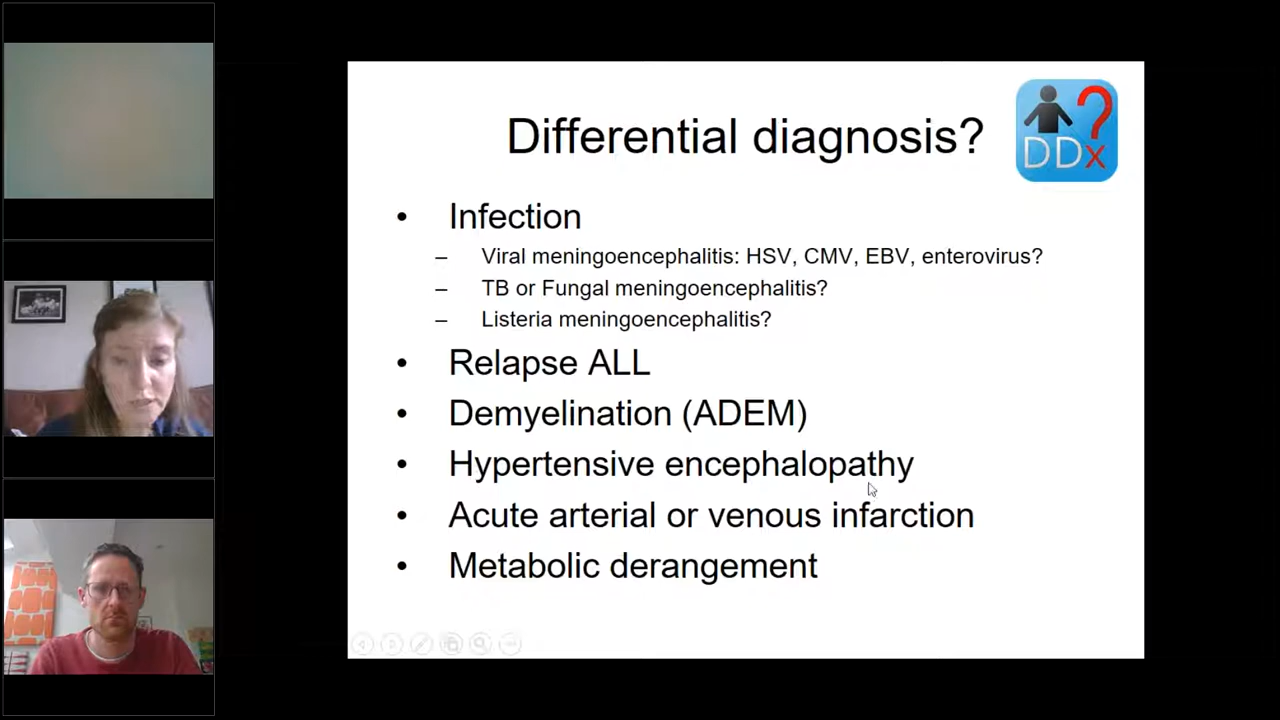 Differential diagnosis?
DDx
• Infection
– Viral meningoencephalitis: HSV, CMV, EBV, enterovirus?
– TB or Fungal meningoencephalitis?
– Listeria meningoencephalitis?
• Relapse ALL
• Demyelination (ADEM)
• Hypertensive encephalopathy
• Acute arterial or venous infarction
• Metabolic derangement